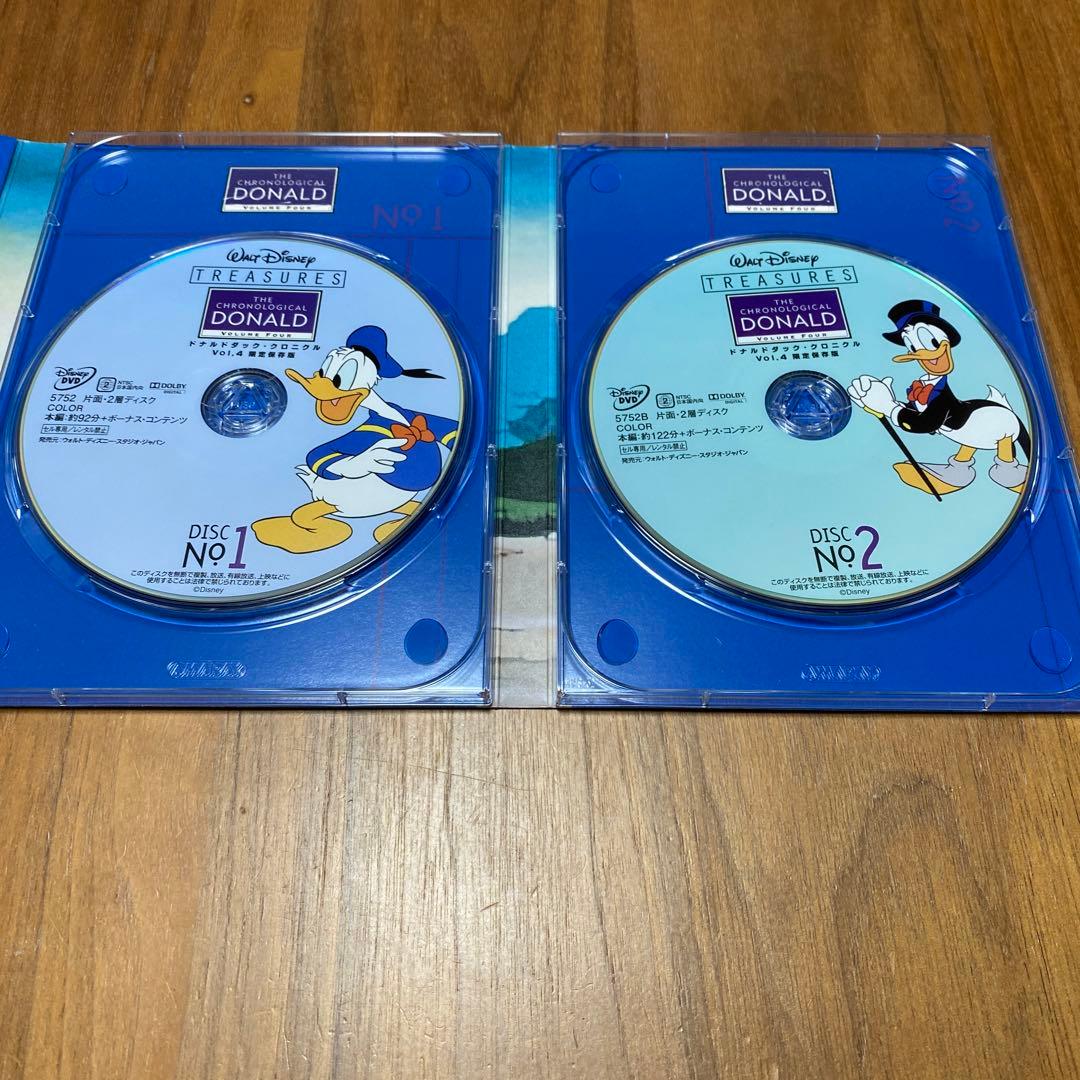 THE
CHRONOLOGICAL
DONALD
VOLUME FOUR
No 1
WALT DISNEY
TREASURES
THE
CHRONOLOGICAL
DONALD
VOLUME FOUR
ドナルドダック・クロニクル
Vol.4 限定保存版
Disney
DVD
2
NTSC
日本国内向
DOLBY
DIGITAL
5752 片面・2層ディスク
COLOR
本編:約92分+ボーナス・コンテンツ
セル専用/レンタル禁止
発売元:ウォルト・ディズニー・スタジオ・ジャパン
DISC
No 1
このディスクを無断で複製、放送、有線放送、上映などに
使用することは法律で禁じられております。
©Disney
THE
CHRONOLOGICAL
DONALD
VOLUME FOUR
No 2
WALT DISNEY
TREASURES
THE
CHRONOLOGICAL
DONALD
VOLUME FOUR
ドナルドダック・クロニクル
Vol.4 限定保存版
Disney
DVD
2
NTSC
日本国内向
DOLBY
DIGITAL
5752B 片面・2層ディスク
COLOR
本編:約122分+ボーナス・コンテンツ
セル専用/レンタル禁止
発売元:ウォルト・ディズニー・スタジオ・ジャパン
DISC
No 2
このディスクを無断で複製、放送、有線放送、上映などに
使用することは法律で禁じられております。
©Disney
AMARAY
AMARAY